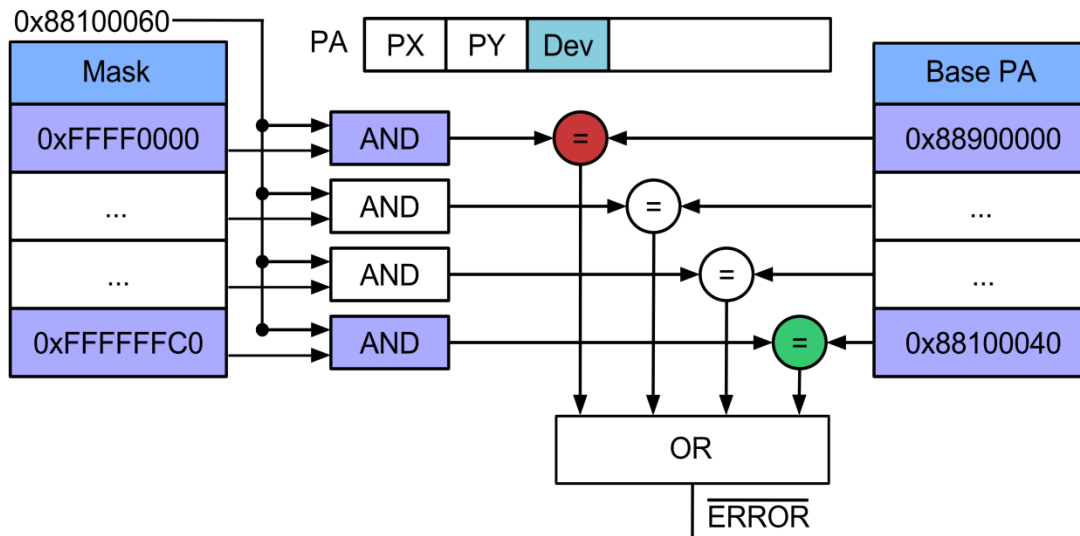 0x88100060
PA PX PY Dev
Mask
Base PA
0xFFFF0000
AND
=
0x88900000
...
AND
=
...
...
AND
=
...
0xFFFFFFC0
AND
=
0x88100040
OR
ERROR